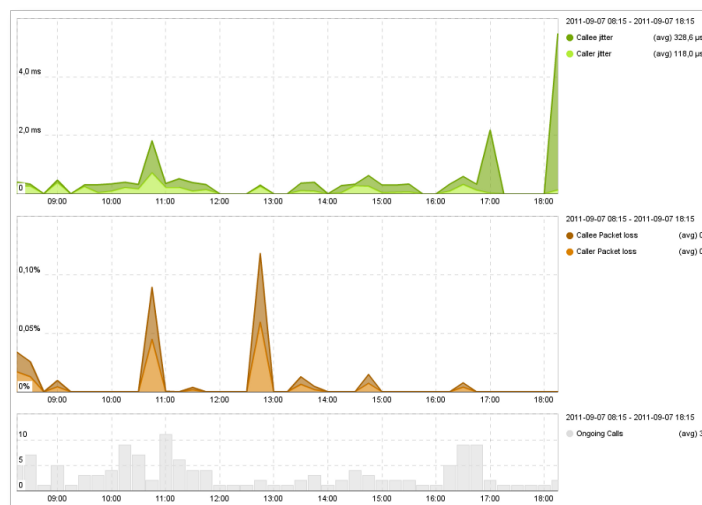 2011-09-07 08:15 - 2011-09-07 18:15
Callee jitter (avg) 328,6 µs
Caller jitter (avg) 118,0 µs
4,0 ms
2,0 ms
0
09:00 10:00 11:00 12:00 13:00 14:00 15:00 16:00 17:00 18:00
2011-09-07 08:15 - 2011-09-07 18:15
Callee Packet loss (avg) 0
Caller Packet loss (avg) 0
0,10%
0,05%
0%
09:00 10:00 11:00 12:00 13:00 14:00 15:00 16:00 17:00 18:00
2011-09-07 08:15 - 2011-09-07 18:15
Ongoing Calls (avg) 3
10
5
0
09:00 10:00 11:00 12:00 13:00 14:00 15:00 16:00 17:00 18:00